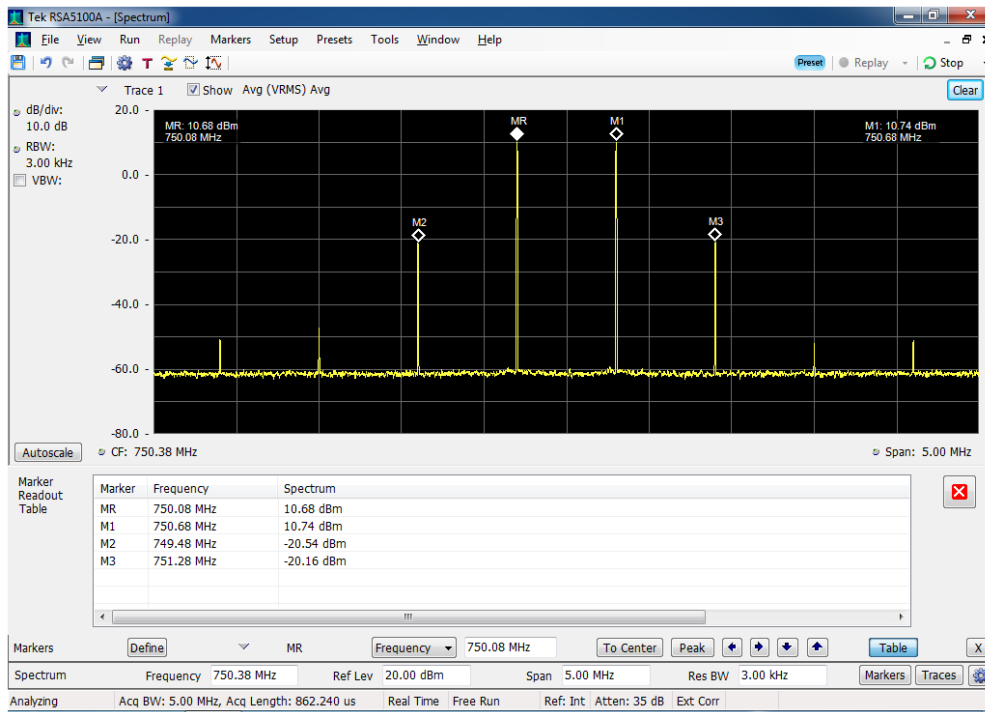 Tek RSA5100A - [Spectrum]
File View Run Replay Markers Setup Presets Tools Window Help
Preset Replay Stop
Trace 1 Show Avg (VRMS) Avg Clear
dB/div:
10.0 dB
RBW:
3.00 kHz
VBW:
20.0
0.0
-20.0
-40.0
-60.0
-80.0
MR: 10.68 dBm
750.08 MHz
MR
M1
M1: 10.74 dBm
750.68 MHz
M2
M3
Autoscale CF: 750.38 MHz Span: 5.00 MHz
Marker
Readout
Table
Marker Frequency Spectrum
MR 750.08 MHz 10.68 dBm
M1 750.68 MHz 10.74 dBm
M2 749.48 MHz -20.54 dBm
M3 751.28 MHz -20.16 dBm
Markers Define MR Frequency 750.08 MHz To Center Peak Table X
Spectrum Frequency 750.38 MHz Ref Lev 20.00 dBm Span 5.00 MHz Res BW 3.00 kHz Markers Traces
Analyzing Acq BW: 5.00 MHz, Acq Length: 862.240 us Real Time Free Run Ref: Int Atten: 35 dB Ext Corr